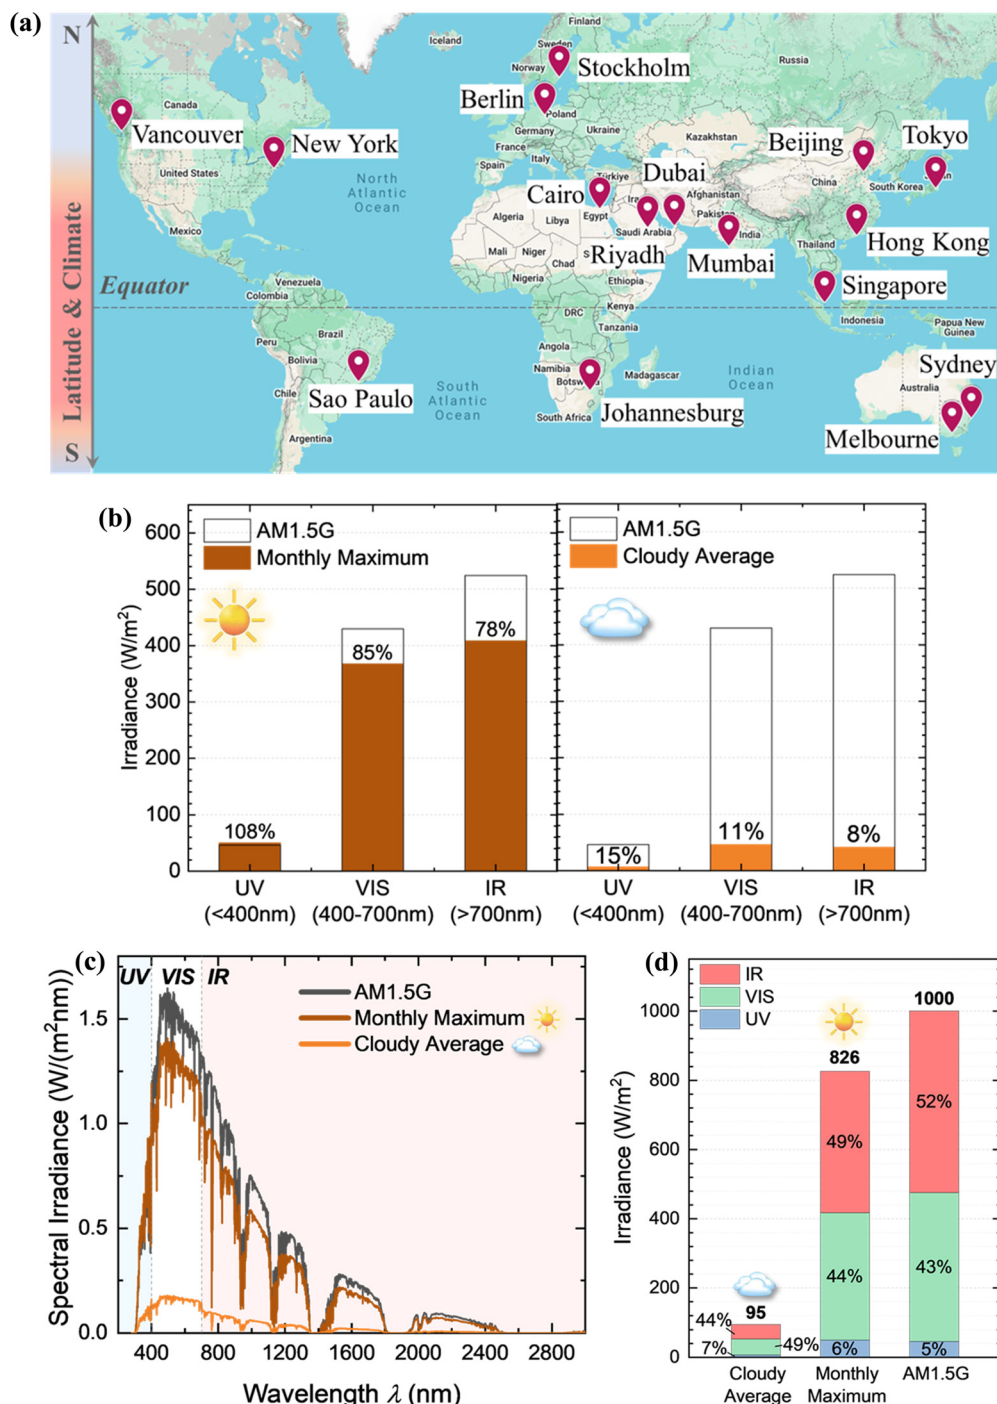 (a)
N
Latitude & Climate
S
Iceland
Finland
Sweden
Norway
Stockholm
Russia
Berlin
Poland
Canada
Vancouver
New York
Germany
Ukraine
Kazakhstan
Beijing
Tokyo
France
Italy
Spain
Türkiye
United States
North
Atlantic
Ocean
Cairo
Dubai
Afghanistan
China
South Korea
Algeria
Libya
Egypt
Pakistan
India
Saudi Arabia
Mexico
Riyadh
Mumbai
Thailand
Hong Kong
Mali
Niger
Chad
Nigeria
Ethiopia
Singapore
Equator
Venezuela
Colombia
Kenya
DRC
Indonesia
Papua New
Guinea
Tanzania
Peru
Brazil
Angola
Bolivia
Namibia
Madagascar
Indian
Ocean
Sydney
Australia
Chile
Sao Paulo
South
Atlantic
Ocean
South Africa
Johannesburg
Melbourne
Argentina
(b)
Irradiance (W/m²)
600
500
400
300
200
100
0
AM1.5G
Monthly Maximum
108%
85%
78%
UV
(<400nm)
VIS
(400-700nm)
IR
(>700nm)
AM1.5G
Cloudy Average
15%
11%
8%
UV
(<400nm)
VIS
(400-700nm)
IR
(>700nm)
(c)
UV VIS IR
AM1.5G
Monthly Maximum
Cloudy Average
Spectral Irradiance (W/(m²nm))
1.5
1.0
0.5
0.0
400 800 1200 1600 2000 2400 2800
Wavelength λ (nm)
(d)
IR
VIS
UV
Irradiance (W/m²)
1000
800
600
400
200
0
95
44%
7%
49%
826
49%
44%
6%
1000
52%
43%
5%
Cloudy
Average
Monthly
Maximum
AM1.5G